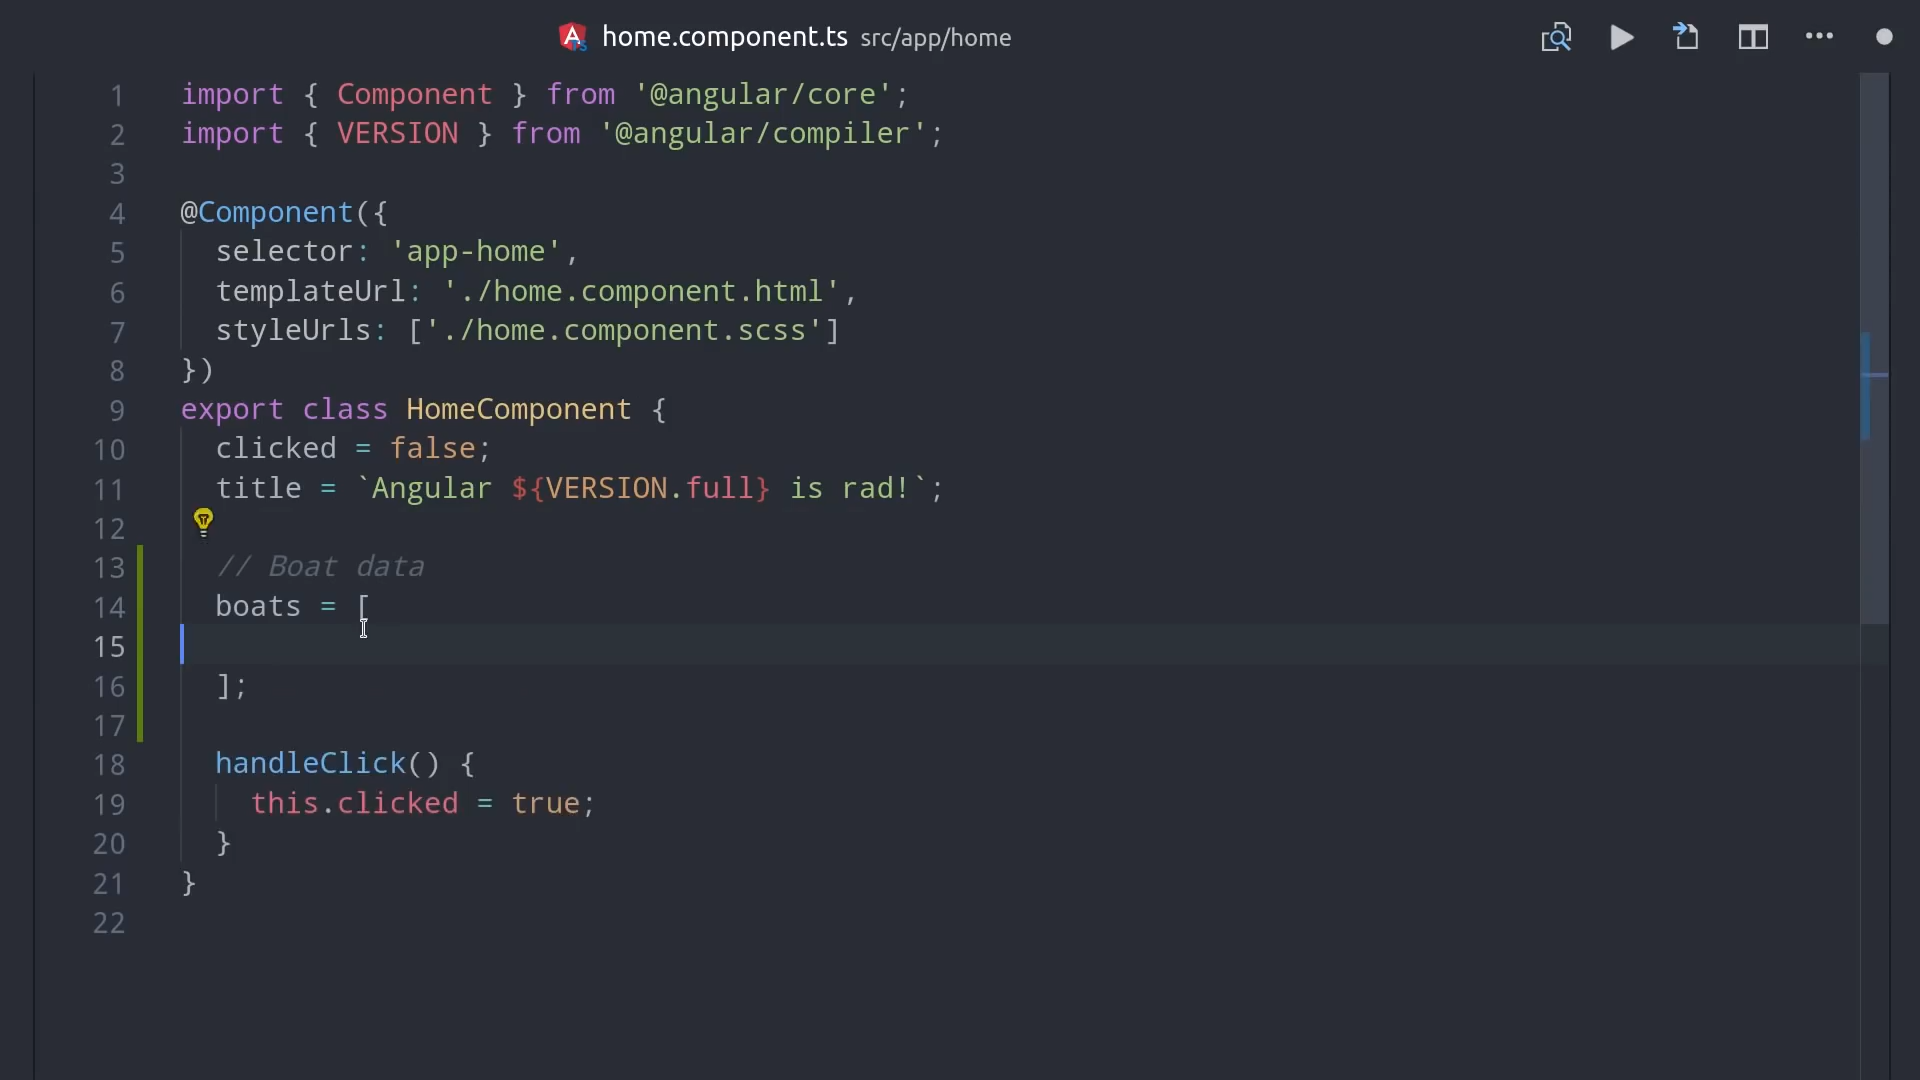 home.component.ts src/app/home
1 import { Component } from '@angular/core';
2 import { VERSION } from '@angular/compiler';
3
4 @Component({
5   selector: 'app-home',
6   templateUrl: './home.component.html',
7   styleUrls: ['./home.component.scss']
8 })
9 export class HomeComponent {
10   clicked = false;
11   title = `Angular ${VERSION.full} is rad!`;
12
13   // Boat data
14   boats = [
15
16   ];
17
18   handleClick() {
19     this.clicked = true;
20   }
21 }
22